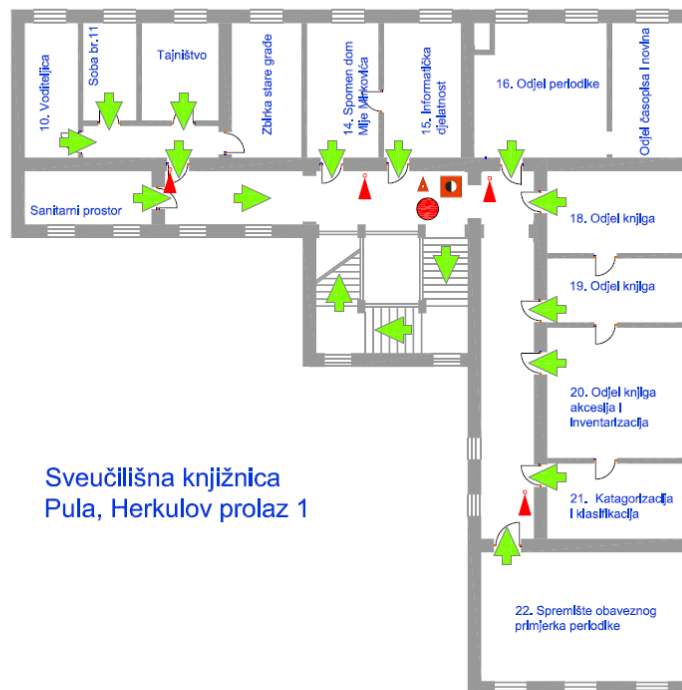 10. Voditeljica
Soba br.11
Tajništvo
Zbirka stare građe
14. Spomen dom
Mije Mirkovića
15. Informatička
djelatnost
16. Odjel periodike
Odjel časopisa i novina
Sanitarni prostor
18. Odjel knjiga
19. Odjel knjiga
20. Odjel knjiga
akcesija i
inventarizacija
21. Katagorizacija
i klasifikacija
22. Spremište obaveznog
primjerka periodike
Sveučilišna knjižnica
Pula, Herkulov prolaz 1